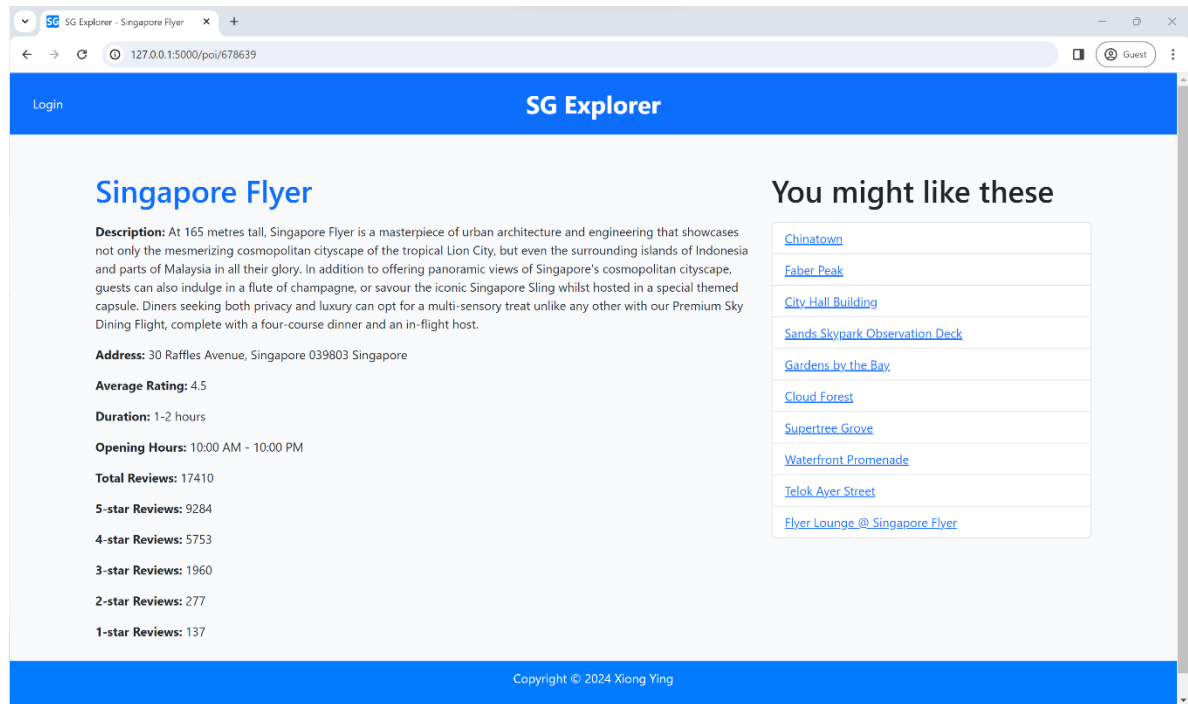 SG SG Explorer - Singapore Flyer
127.0.0.1:5000/poi/678639
Guest
Login
SG Explorer
Singapore Flyer
Description: At 165 metres tall, Singapore Flyer is a masterpiece of urban architecture and engineering that showcases
not only the mesmerizing cosmopolitan cityscape of the tropical Lion City, but even the surrounding islands of Indonesia
and parts of Malaysia in all their glory. In addition to offering panoramic views of Singapore's cosmopolitan cityscape,
guests can also indulge in a flute of champagne, or savour the iconic Singapore Sling whilst hosted in a special themed
capsule. Diners seeking both privacy and luxury can opt for a multi-sensory treat unlike any other with our Premium Sky
Dining Flight, complete with a four-course dinner and an in-flight host.
Address: 30 Raffles Avenue, Singapore 039803 Singapore
Average Rating: 4.5
Duration: 1-2 hours
Opening Hours: 10:00 AM - 10:00 PM
Total Reviews: 17410
5-star Reviews: 9284
4-star Reviews: 5753
3-star Reviews: 1960
2-star Reviews: 277
1-star Reviews: 137
You might like these
Chinatown
Faber Peak
City Hall Building
Sands Skypark Observation Deck
Gardens by the Bay
Cloud Forest
Supertree Grove
Waterfront Promenade
Telok Ayer Street
Flyer Lounge @ Singapore Flyer
Copyright © 2024 Xiong Ying